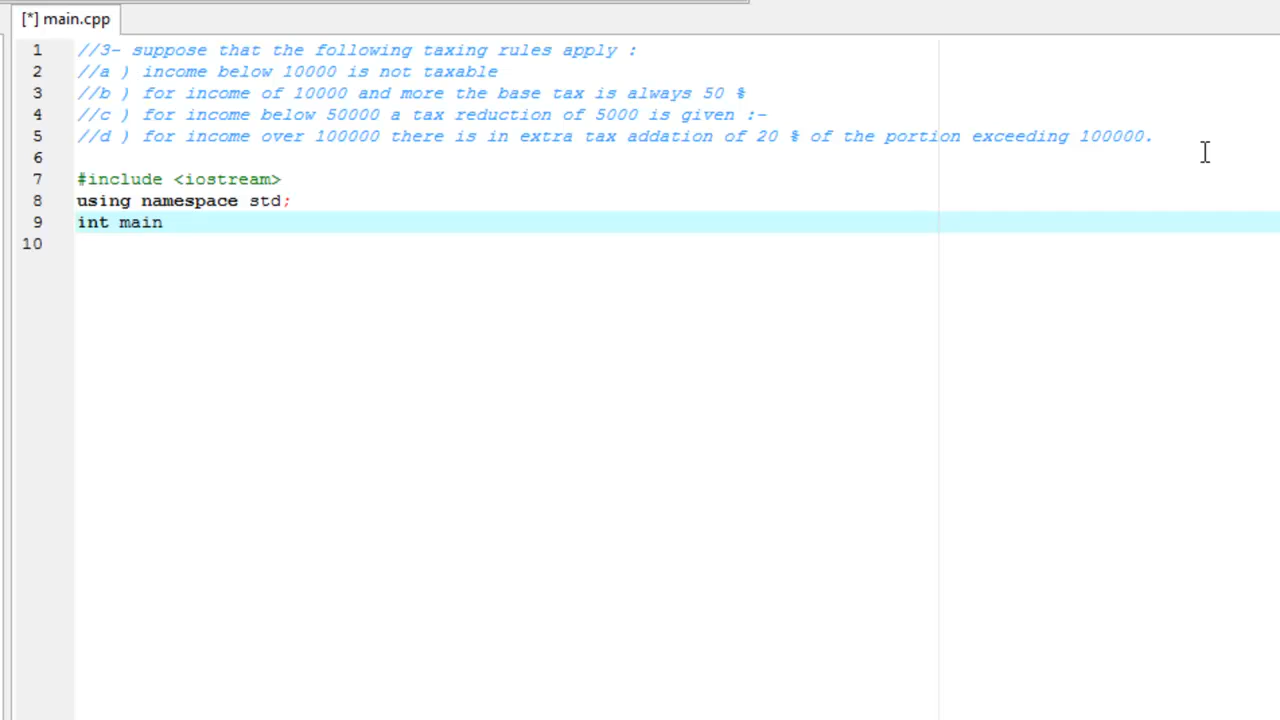 [*] main.cpp
1 //3- suppose that the following taxing rules apply :
2 //a ) income below 10000 is not taxable
3 //b ) for income of 10000 and more the base tax is always 50 %
4 //c ) for income below 50000 a tax reduction of 5000 is given :-
5 //d ) for income over 100000 there is in extra tax addation of 20 % of the portion exceeding 100000.
6
7 #include <iostream>
8 using namespace std;
9 int main
10